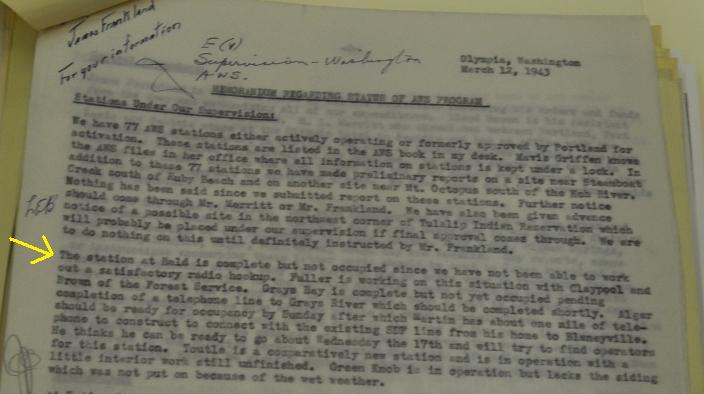 James Frankland
For your information
E (8)
Supervision - Washington
AWS.
Olympia, Washington
March 12, 1943
MEMORANDUM REGARDING STATUS OF AWS PROGRAM
Stations Under Our Supervision:
We have 77 AWS stations either actively operating or formerly approved by Portland for
activation. These stations are listed in the AWS book in my desk. Mavis Griffen knows
the AWS files in her office where all information on stations is kept under a lock. In
addition to these 77 stations we have made preliminary reports on a site near Steamboat
Creek south of Ruby Beach and on another site near Mt. Octopus south of the Hoh River.
Nothing has been said since we submitted report on these stations. Further notice
should come through Mr. Merritt or Mr. Frankland. We have also been given advance
notice of a possible site in the northwest corner of Tulalip Indian Reservation which
will probably be placed under our supervision if final approval comes through. We are
to do nothing on this until definitely instructed by Mr. Frankland.
The station at Bald is complete but not occupied since we have not been able to work
out a satisfactory radio hookup. Fuller is working on this situation with Claypool and
Brown of the Forest Service. Grays Bay is complete but not yet occupied pending
completion of a telephone line to Grays River which should be completed shortly. Alger
should be ready for occupancy by Sunday after which Martin has about one mile of tele-
phone to construct to connect with the existing SDF line from his home to Blaneyville.
He thinks he can be ready to go about Wednesday the 17th and will try to find operators
for this station. Toutle is a comparatively new station and is in operation with a
little interior work still unfinished. Green Knob is in operation but lacks the siding
which was not put on because of the wet weather.